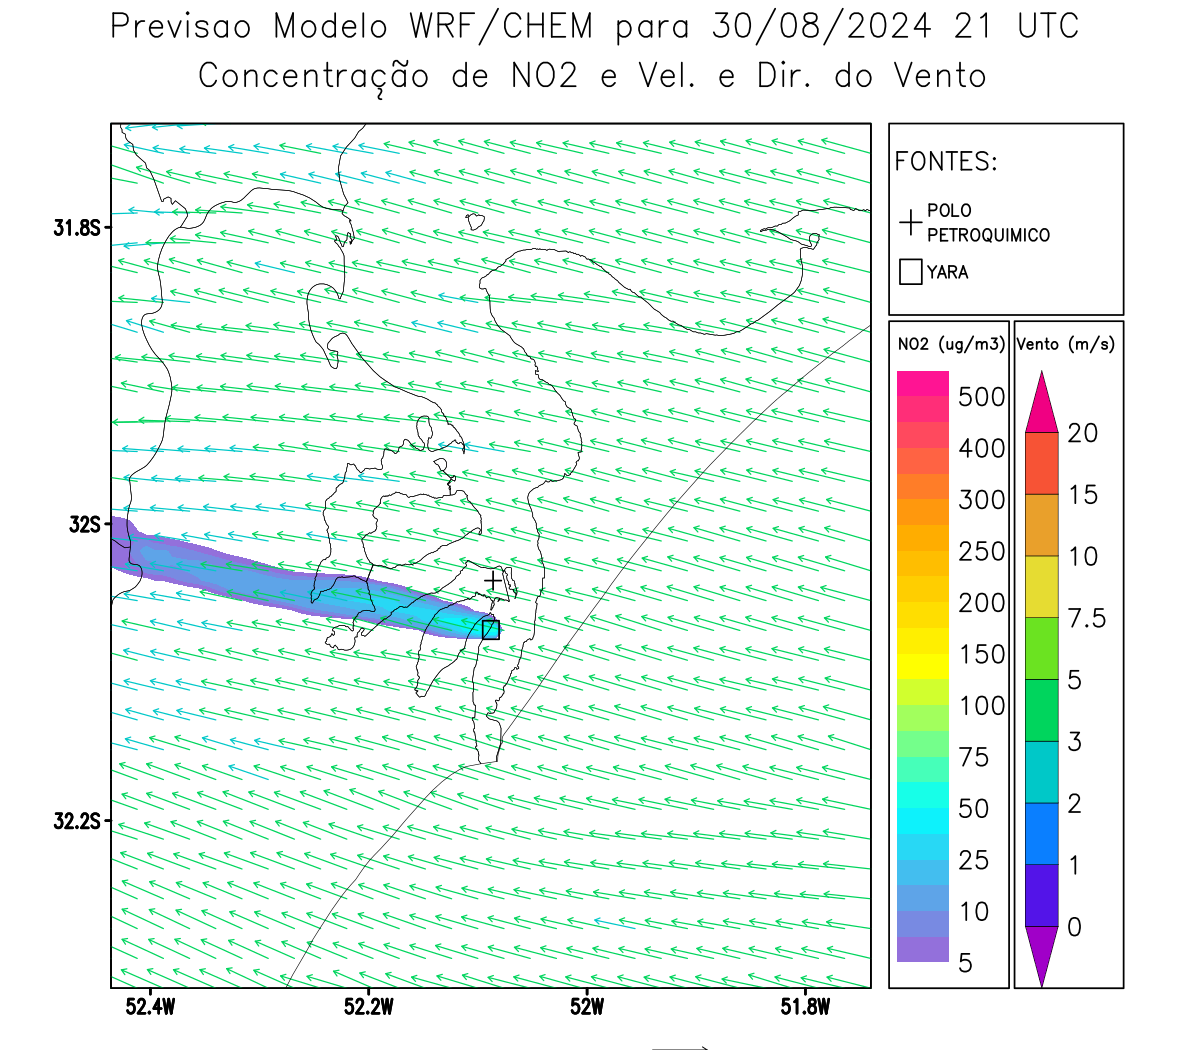 Previsao Modelo WRF/CHEM para 30/08/2024 21 UTC
Concentração de NO2 e Vel. e Dir. do Vento
FONTES:
POLO
PETROQUIMICO
YARA
NO2 (ug/m3)
500
400
300
250
200
150
100
75
50
25
10
5
Vento (m/s)
20
15
10
7.5
5
3
2
1
0
31.8S
32S
32.2S
52.4W
52.2W
52W
51.8W